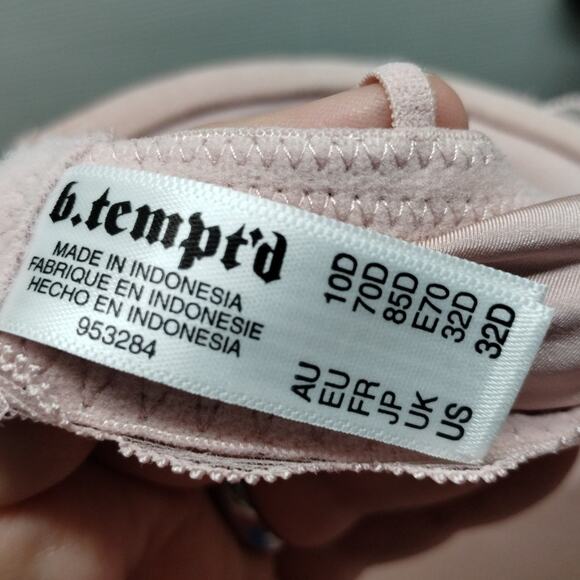 b.tempt'd
MADE IN INDONESIA
FABRIQUE EN INDONESIE
HECHO EN INDONESIA
953284
AU 10D
EU 70D
FR 85D
JP E70
UK 32D
US 32D